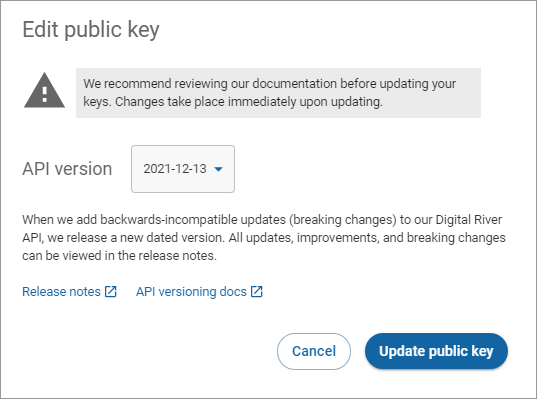 Edit public key
We recommend reviewing our documentation before updating your
keys. Changes take place immediately upon updating.
API version
2021-12-13
When we add backwards-incompatible updates (breaking changes) to our Digital River
API, we release a new dated version. All updates, improvements, and breaking changes
can be viewed in the release notes.
Release notes
API versioning docs
Cancel
Update public key